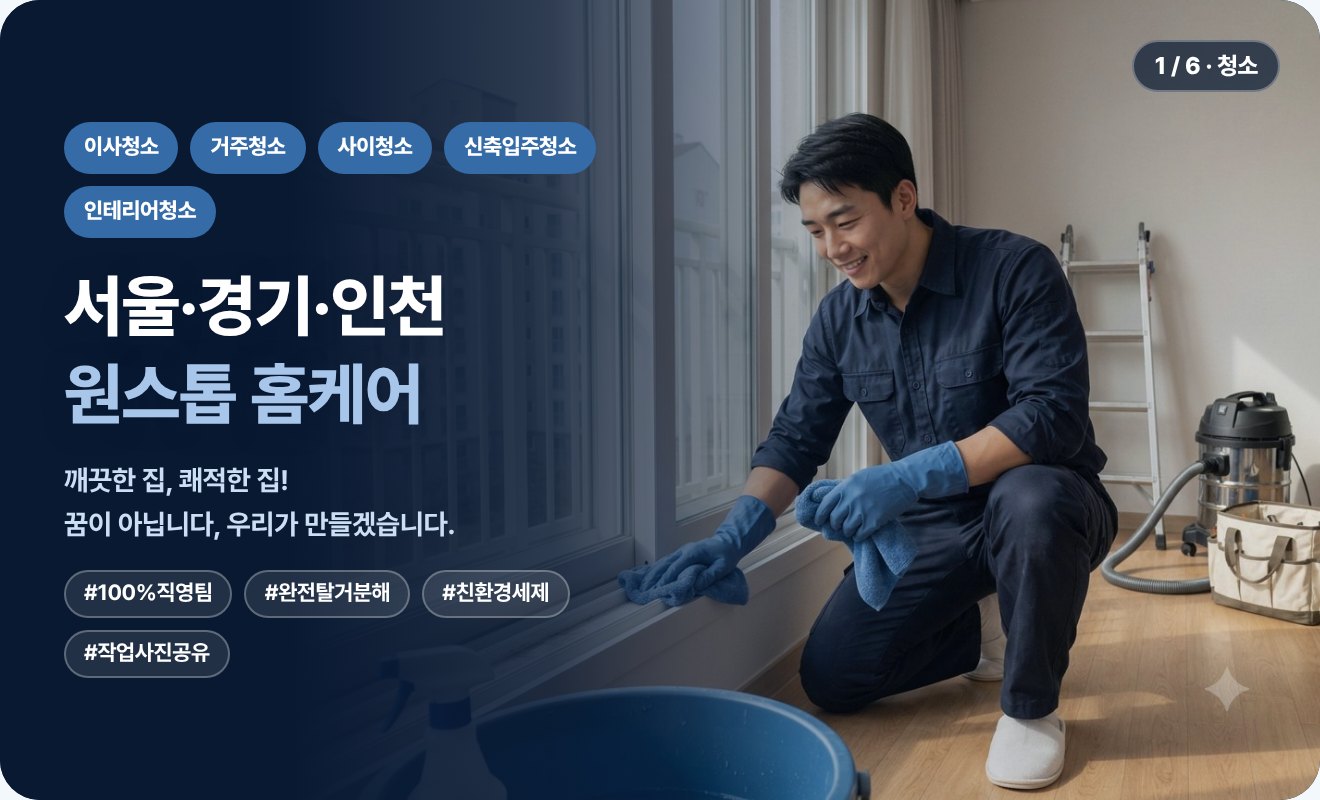 1 / 6 · 청소
이사청소 거주청소 사이청소 신축입주청소
인테리어청소
서울·경기·인천
원스톱 홈케어
깨끗한 집, 쾌적한 집!
꿈이 아닙니다, 우리가 만들겠습니다.
#100%직영팀 #완전탈거분해 #친환경세제
#작업사진공유